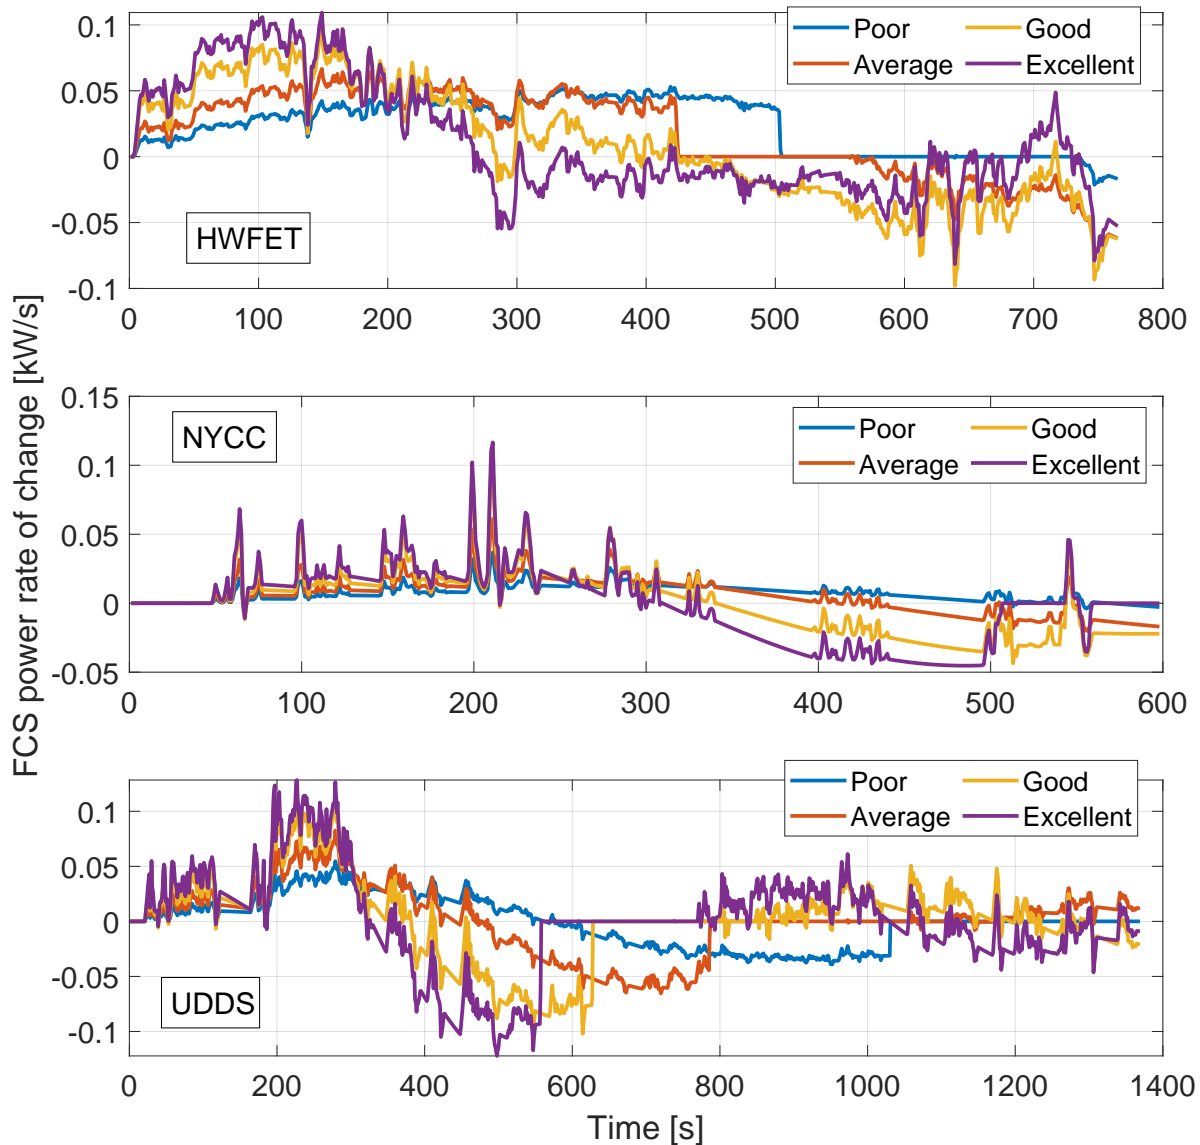 FCS power rate of change [kW/s]
0.1
0.05
0
-0.05
-0.1
Poor
Good
Average
Excellent
HWFET
0 100 200 300 400 500 600 700 800
0.15
0.1
0.05
0
-0.05
NYCC
Poor
Good
Average
Excellent
0 100 200 300 400 500 600
0.1
0.05
0
-0.05
-0.1
Poor
Good
Average
Excellent
UDDS
0 200 400 600 800 1000 1200 1400
Time [s]